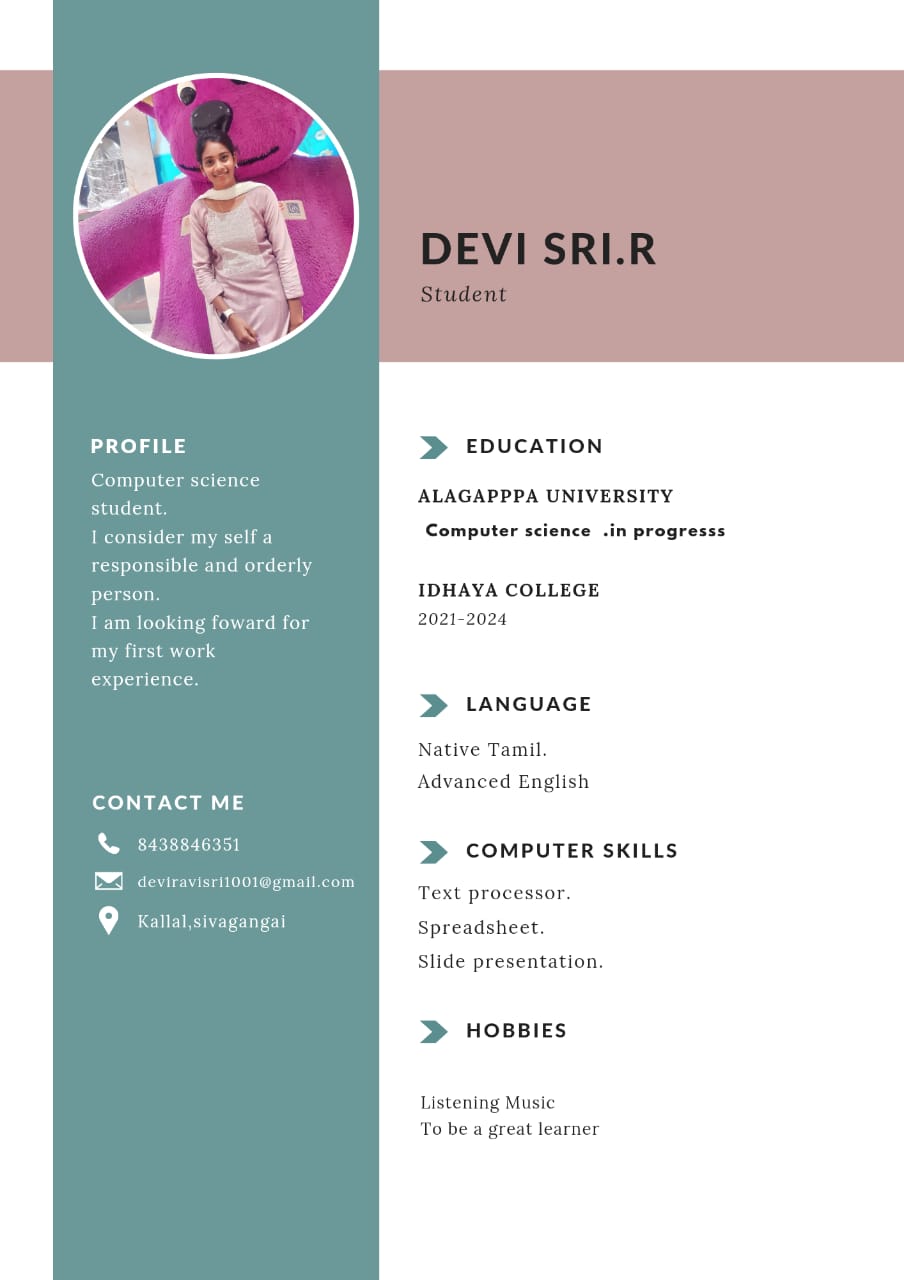 DEVI SRI.R
Student
PROFILE
Computer science
student.
I consider my self a
responsible and orderly
person.
I am looking foward for
my first work
experience.
CONTACT ME
8438846351
deviravisri1001@gmail.com
Kallal,sivagangai
EDUCATION
ALAGAPPPA UNIVERSITY
Computer science .in progresss
IDHAYA COLLEGE
2021-2024
LANGUAGE
Native Tamil.
Advanced English
COMPUTER SKILLS
Text processor.
Spreadsheet.
Slide presentation.
HOBBIES
Listening Music
To be a great learner